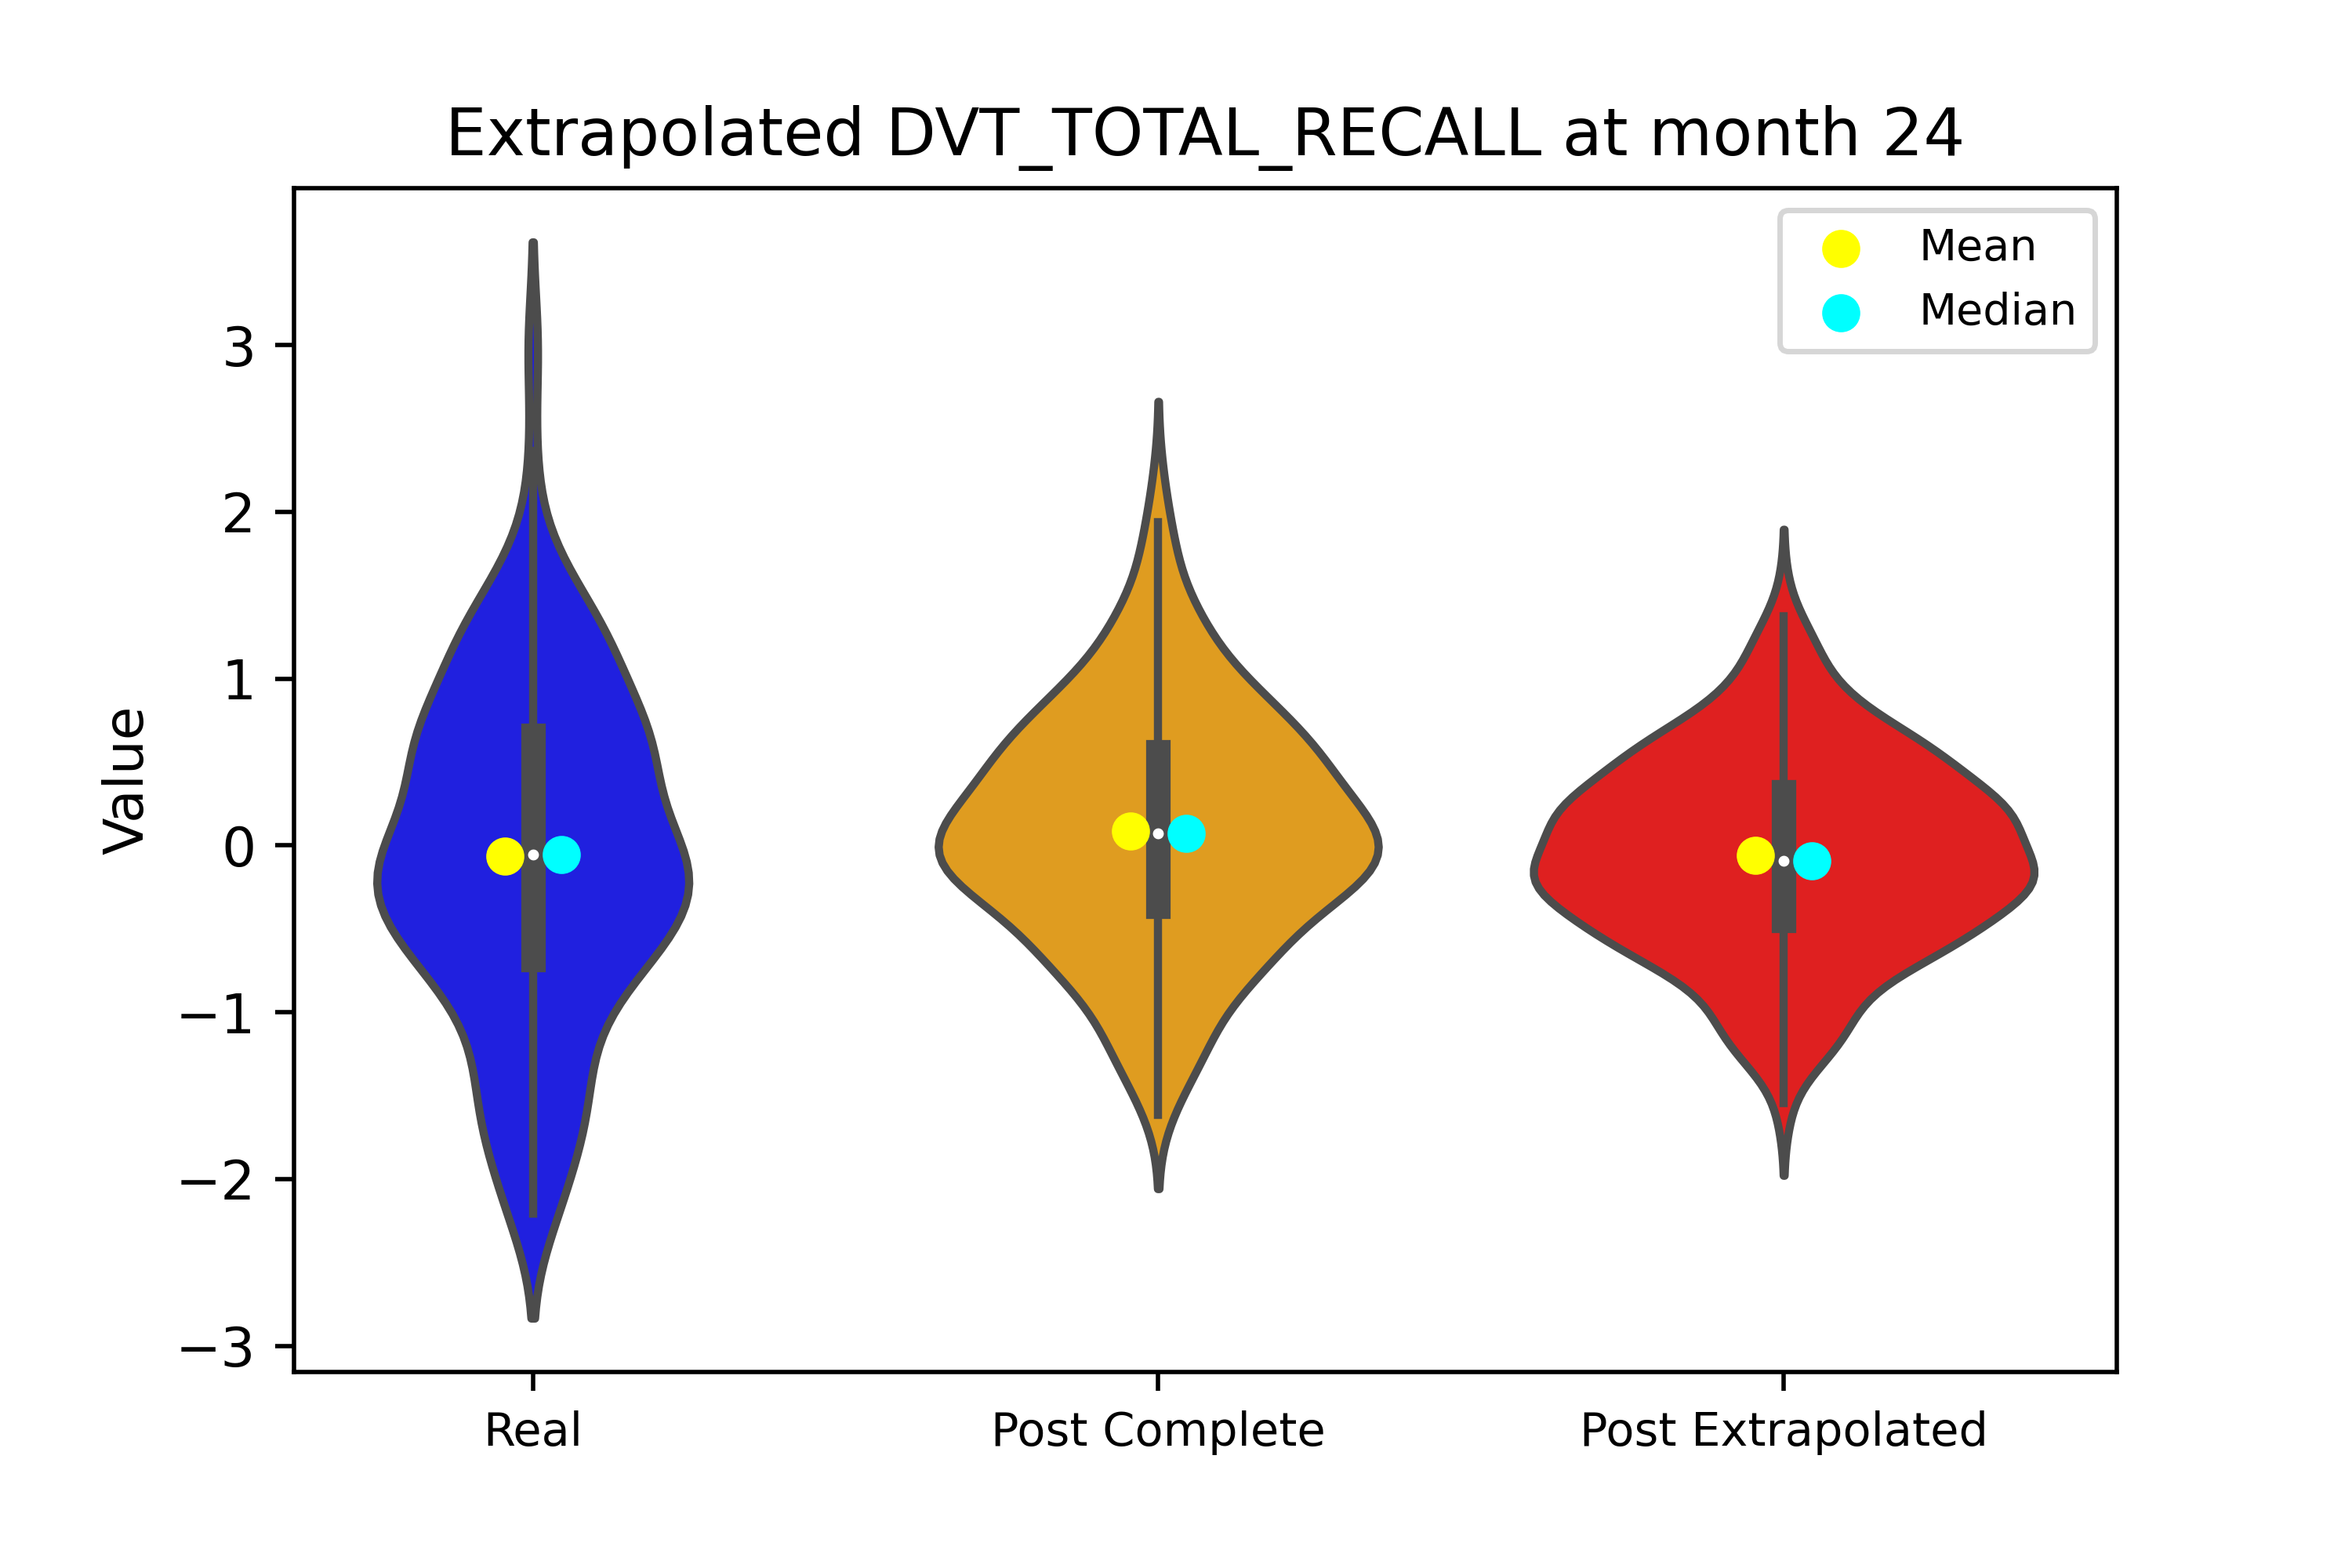 Extrapolated DVT_TOTAL_RECALL at month 24
Mean
Median
3
2
1
0
−1
−2
−3
Value
Real
Post Complete
Post Extrapolated